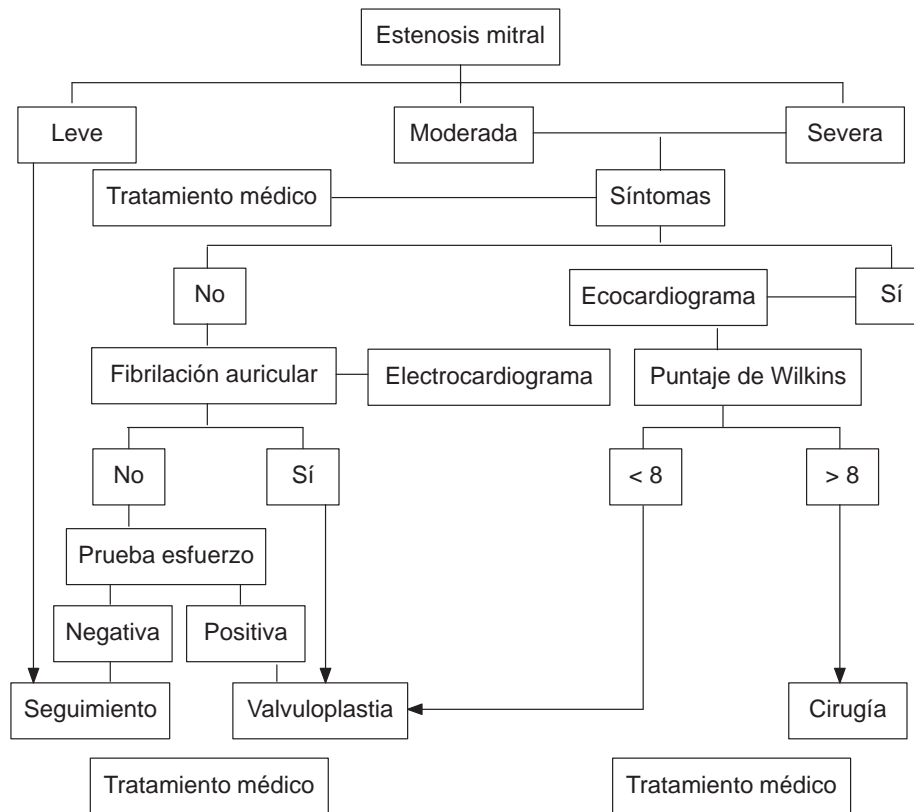 Estenosis mitral
Leve
Moderada
Severa
Tratamiento médico
Síntomas
No
Ecocardiograma
Sí
Fibrilación auricular
Electrocardiograma
Puntaje de Wilkins
No
Sí
< 8
> 8
Prueba esfuerzo
Negativa
Positiva
Seguimiento
Valvuloplastia
Cirugía
Tratamiento médico
Tratamiento médico